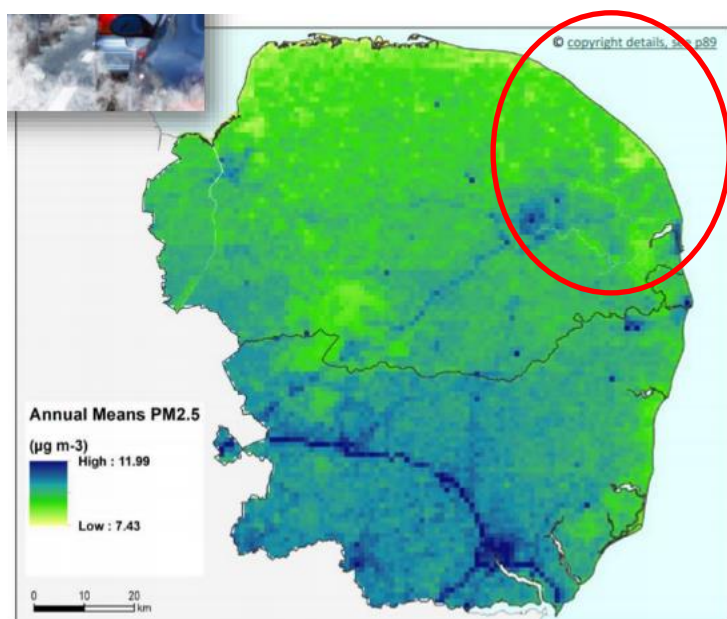 © copyright details, see p89
Annual Means PM2.5
(µg m-3)
High : 11.99
Low : 7.43
0 10 20
km